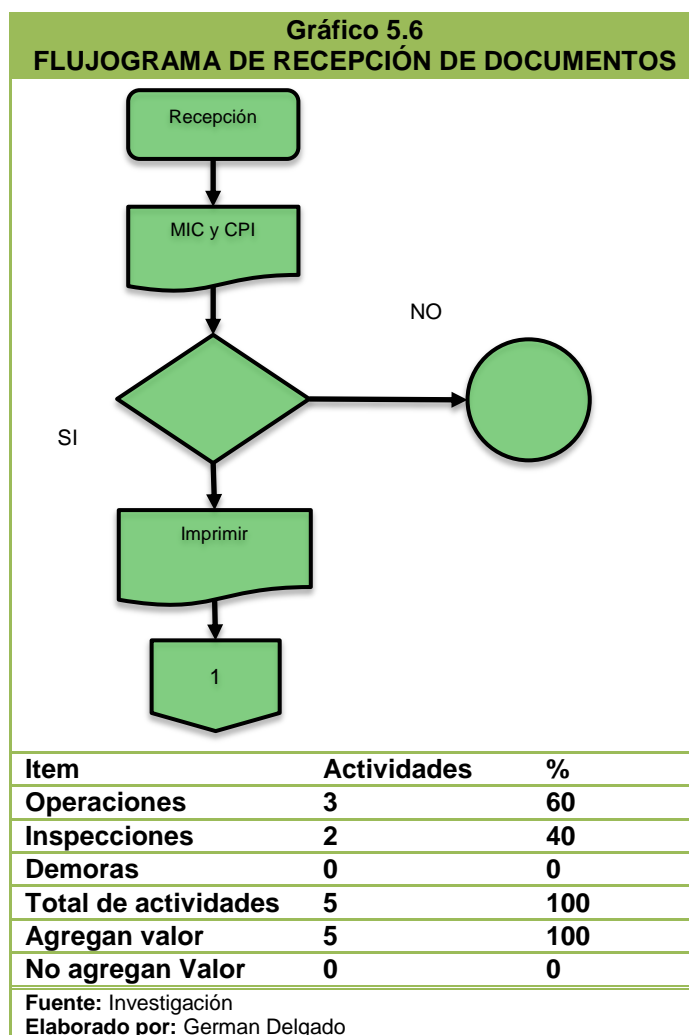 Gráfico 5.6
FLUJOGRAMA DE RECEPCIÓN DE DOCUMENTOS
Recepción
MIC y CPI
NO
SI
Imprimir
1
Item Actividades %
Operaciones 3 60
Inspecciones 2 40
Demoras 0 0
Total de actividades 5 100
Agregan valor 5 100
No agregan Valor 0 0
Fuente: Investigación
Elaborado por: German Delgado